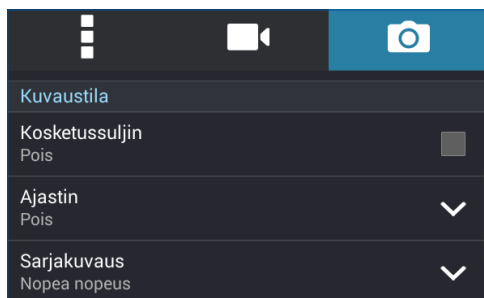 Kuvaustila
Kosketussuljin
Pois
Ajastin
Pois
Sarjakuvaus
Nopea nopeus